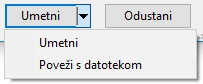 Umetni Odustani
Umetni
Poveži s datotekom